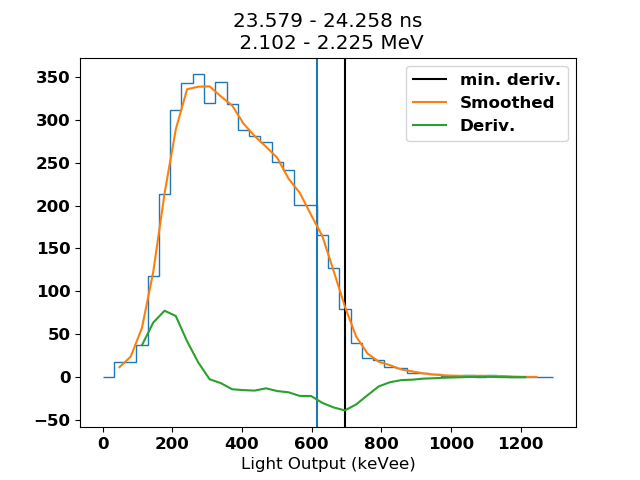 23.579 - 24.258 ns
2.102 - 2.225 MeV
min. deriv.
Smoothed
Deriv.
350
300
250
200
150
100
50
0
−50
0 200 400 600 800 1000 1200
Light Output (keVee)